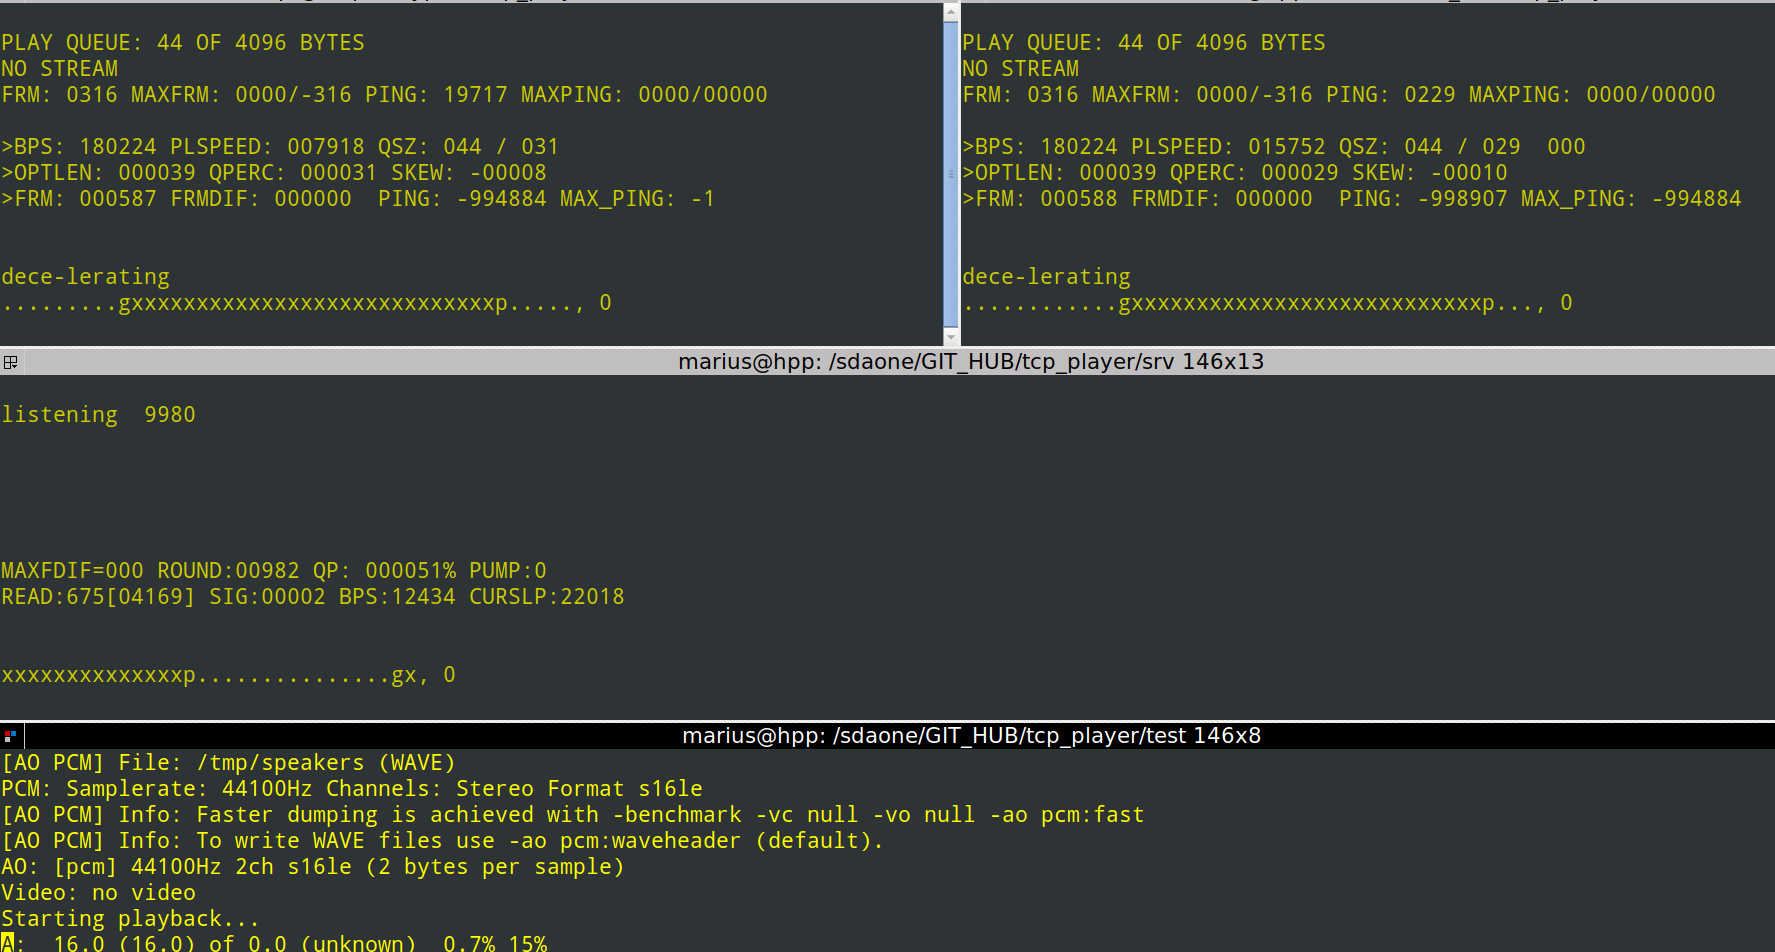 PLAY QUEUE: 44 OF 4096 BYTES
NO STREAM
FRM: 0316 MAXFRM: 0000/-316 PING: 19717 MAXPING: 0000/00000
>BPS: 180224 PLSPEED: 007918 QSZ: 044 / 031
>OPTLEN: 000039 QPERC: 000031 SKEW: -00008
>FRM: 000587 FRMDIF: 000000  PING: -994884 MAX_PING: -1
dece-lerating
.........gxxxxxxxxxxxxxxxxxxxxxxxxxxxxp....., 0
PLAY QUEUE: 44 OF 4096 BYTES
NO STREAM
FRM: 0316 MAXFRM: 0000/-316 PING: 0229 MAXPING: 0000/00000
>BPS: 180224 PLSPEED: 015752 QSZ: 044 / 029  000
>OPTLEN: 000039 QPERC: 000029 SKEW: -00010
>FRM: 000588 FRMDIF: 000000  PING: -998907 MAX_PING: -994884
dece-lerating
............gxxxxxxxxxxxxxxxxxxxxxxxxxxp..., 0
marius@hpp: /sdaone/GIT_HUB/tcp_player/srv 146x13
listening  9980
MAXFDIF=000 ROUND:00982 QP: 000051% PUMP:0
READ:675[04169] SIG:00002 BPS:12434 CURSLP:22018
xxxxxxxxxxxxxxp...............gx, 0
marius@hpp: /sdaone/GIT_HUB/tcp_player/test 146x8
[AO PCM] File: /tmp/speakers (WAVE)
PCM: Samplerate: 44100Hz Channels: Stereo Format s16le
[AO PCM] Info: Faster dumping is achieved with -benchmark -vc null -vo null -ao pcm:fast
[AO PCM] Info: To write WAVE files use -ao pcm:waveheader (default).
AO: [pcm] 44100Hz 2ch s16le (2 bytes per sample)
Video: no video
Starting playback...
A:  16.0 (16.0) of 0.0 (unknown)  0.7% 15%